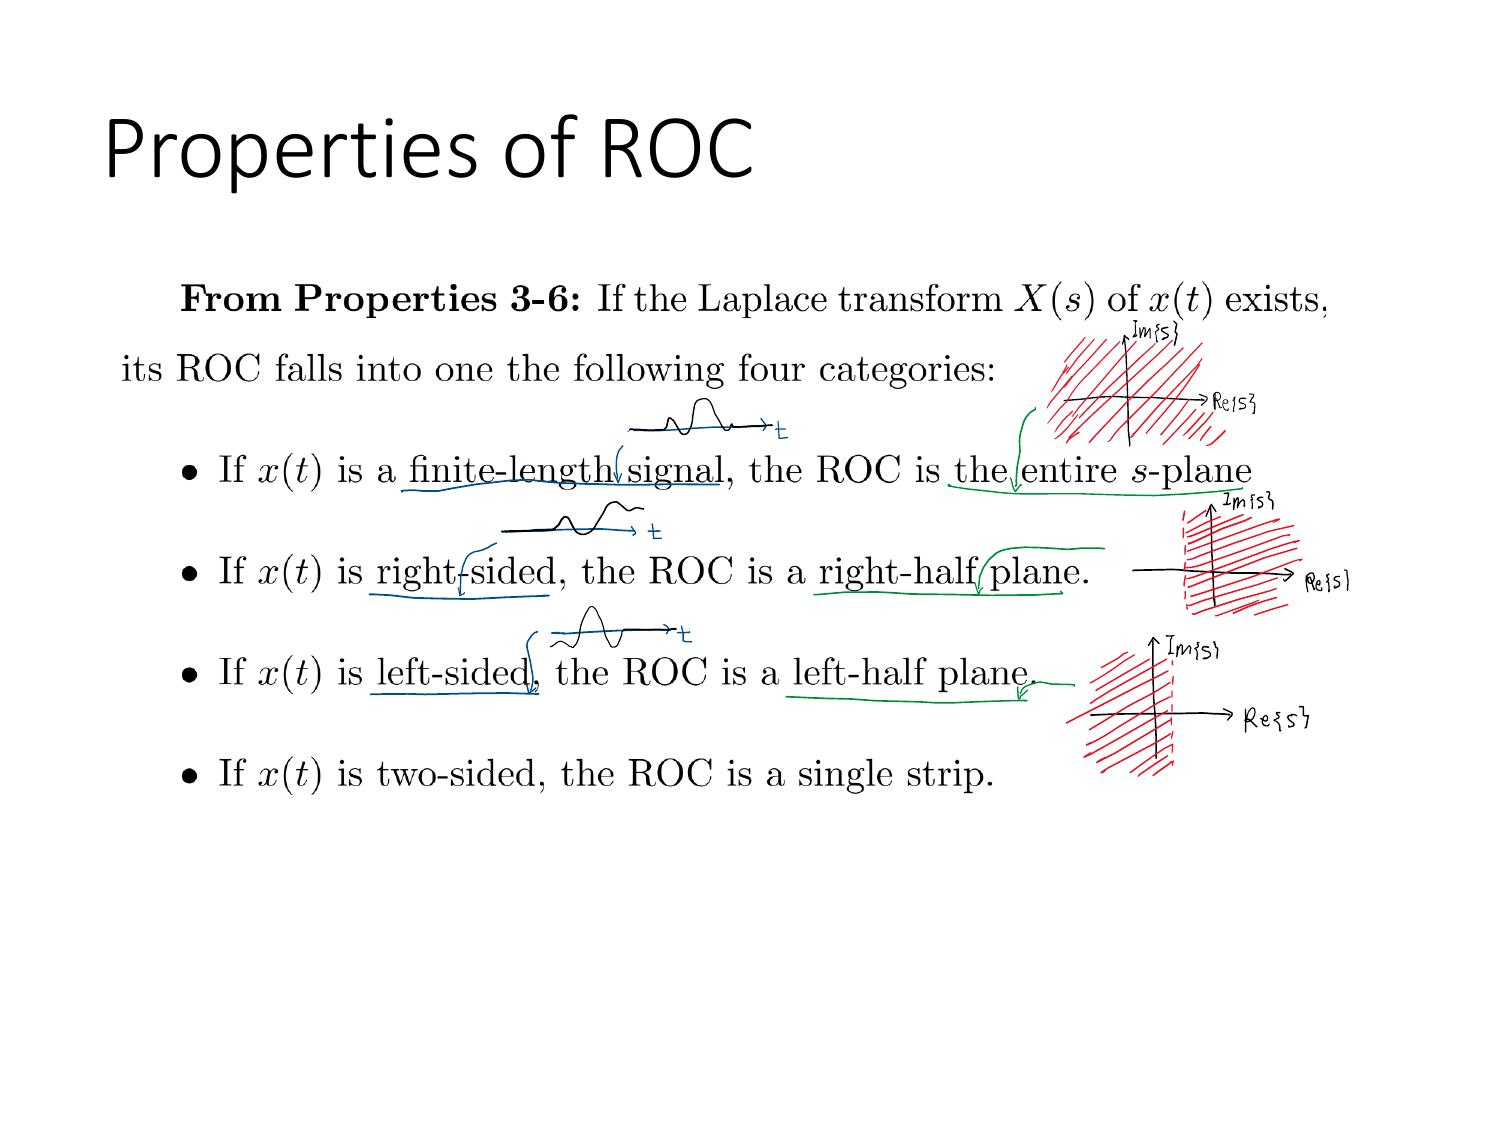 Properties of ROC
From Properties 3-6: If the Laplace transform X(s) of x(t) exists,
its ROC falls into one the following four categories:
Im{s}
Re{s}
t
• If x(t) is a finite-length signal, the ROC is the entire s-plane
Im{s}
t
• If x(t) is right-sided, the ROC is a right-half plane.
Re{s}
t
Im{s}
• If x(t) is left-sided, the ROC is a left-half plane.
Re{s}
• If x(t) is two-sided, the ROC is a single strip.